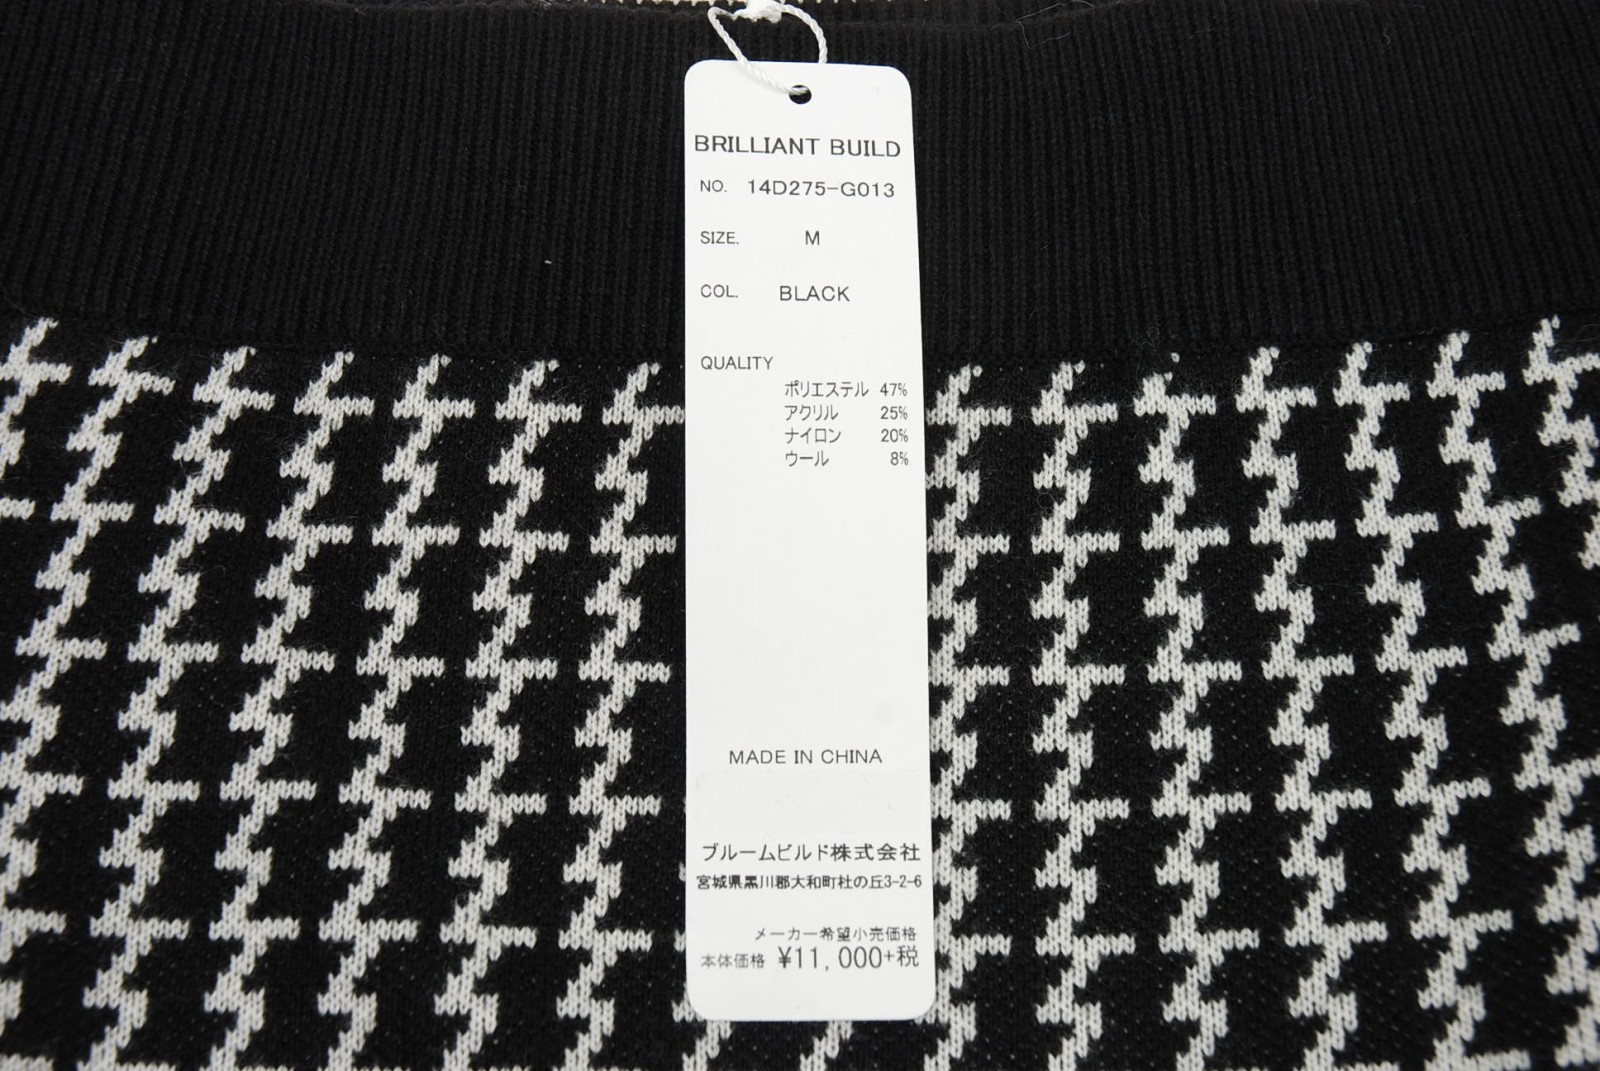 BRILLIANT BUILD
NO. 14D275-G013
SIZE. M
COL. BLACK
QUALITY
ポリエステル 47%
アクリル 25%
ナイロン 20%
ウール 8%
MADE IN CHINA
ブルームビルド株式会社
宮城県黒川郡大和町杜の丘3-2-6
メーカー希望小売価格
本体価格 ¥11,000+税